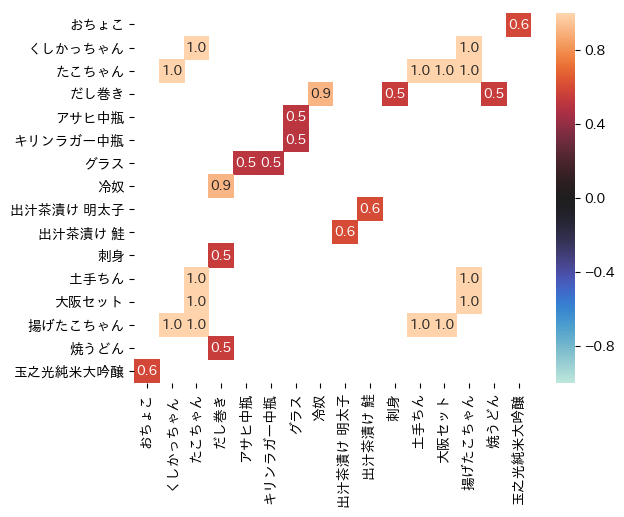 おちょこ 0.6
くしかっちゃん 1.0 1.0
たこちゃん 1.0 1.0 1.0 1.0
だし巻き 0.9 0.5 0.5
アサヒ中瓶 0.5
キリンラガー中瓶 0.5
グラス 0.5 0.5
冷奴 0.9
出汁茶漬け 明太子 0.6
出汁茶漬け 鮭 0.6
刺身 0.5
土手ちん 1.0 1.0
大阪セット 1.0 1.0
揚げたこちゃん 1.0 1.0 1.0 1.0
焼うどん 0.5
玉之光純米大吟醸 0.6
おちょこ
くしかっちゃん
たこちゃん
だし巻き
アサヒ中瓶
キリンラガー中瓶
グラス
冷奴
出汁茶漬け 明太子
出汁茶漬け 鮭
刺身
土手ちん
大阪セット
揚げたこちゃん
焼うどん
玉之光純米大吟醸
0.8
0.4
0.0
−0.4
−0.8